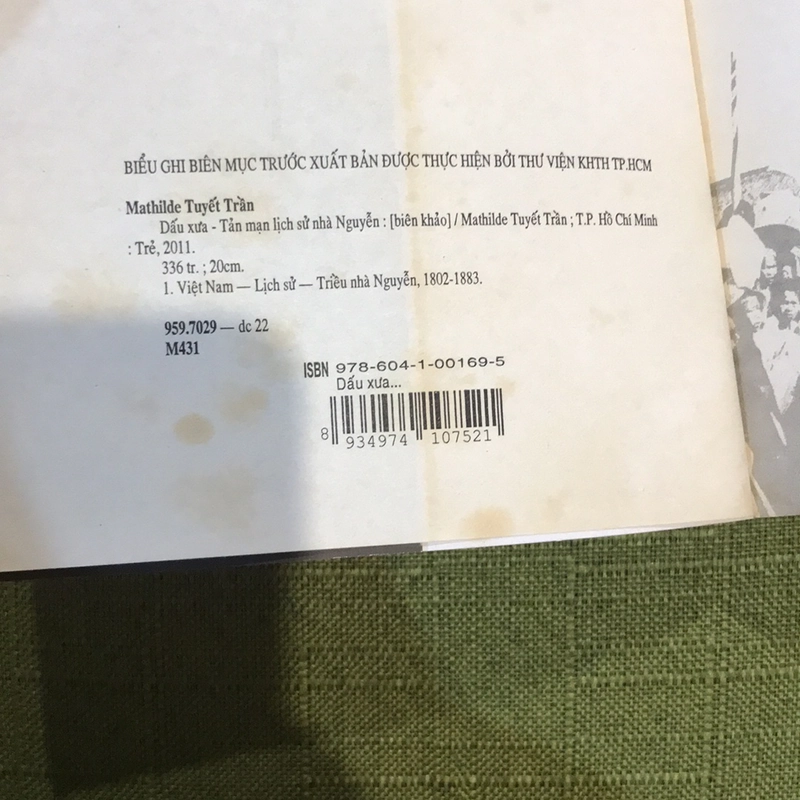 BIỂU GHI BIÊN MỤC TRƯỚC XUẤT BẢN ĐƯỢC THỰC HIỆN BỞI THƯ VIỆN KHTH TP.HCM
Mathilde Tuyết Trần
Dấu xưa - Tản mạn lịch sử nhà Nguyễn : [biên khảo] / Mathilde Tuyết Trần ; T.P. Hồ Chí Minh
: Trẻ, 2011.
336 tr. ; 20cm.
1. Việt Nam — Lịch sử — Triều nhà Nguyễn, 1802-1883.
959.7029 — dc 22
M431
ISBN 978-604-1-00169-5
Dấu xưa...
8 934974 107521